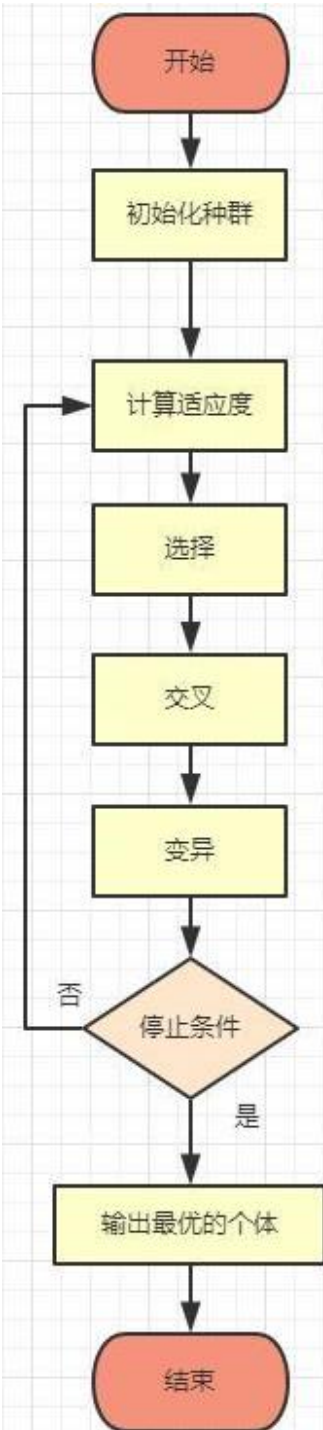 开始
初始化种群
计算适应度
选择
交叉
变异
否
停止条件
是
输出最优的个体
结束